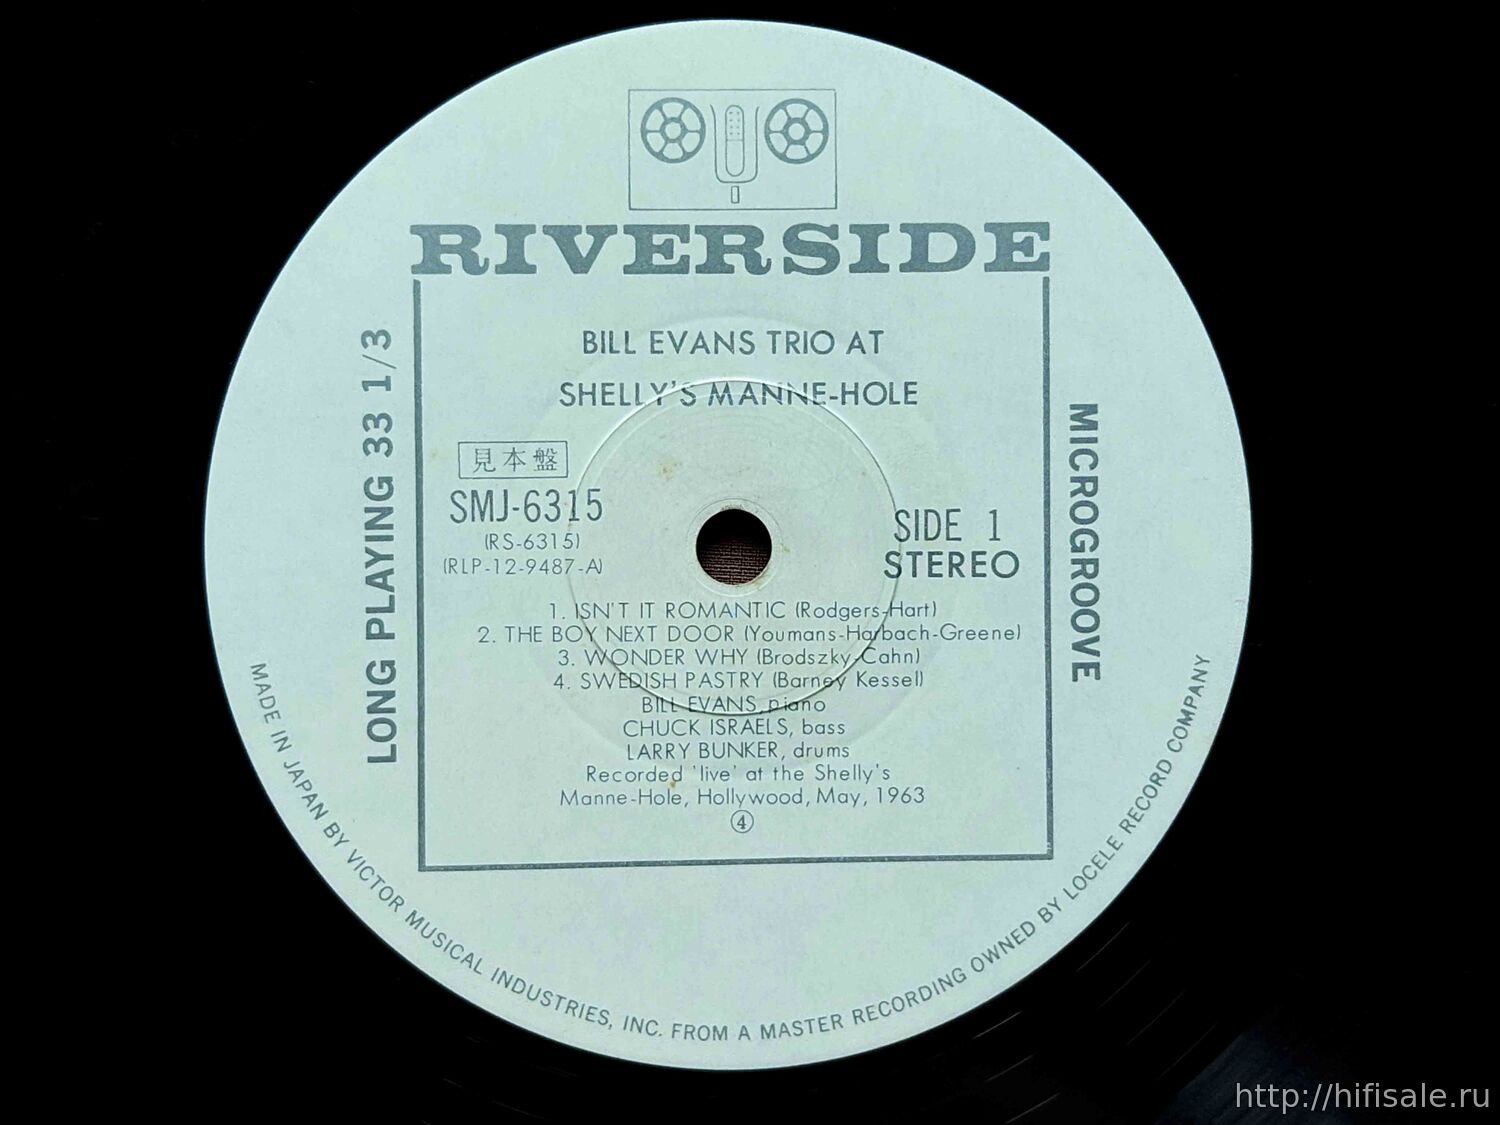 RIVERSIDE
BILL EVANS TRIO AT
SHELLY'S MANNE-HOLE
見本盤
SMJ-6315
(RS-6315)
(RLP-12-9487-A)
SIDE 1
STEREO
1. ISN'T IT ROMANTIC (Rodgers-Hart)
2. THE BOY NEXT DOOR (Youmans-Harbach-Greene)
3. WONDER WHY (Brodszky-Cahn)
4. SWEDISH PASTRY (Barney Kessel)
BILL EVANS, piano
CHUCK ISRAELS, bass
LARRY BUNKER, drums
Recorded 'live' at the Shelly's
Manne-Hole, Hollywood, May, 1963
④
LONG PLAYING 33 1/3
MICROGROOVE
MADE IN JAPAN BY VICTOR MUSICAL INDUSTRIES, INC. FROM A MASTER RECORDING OWNED BY LOCELE RECORD COMPANY
http://hifisale.ru